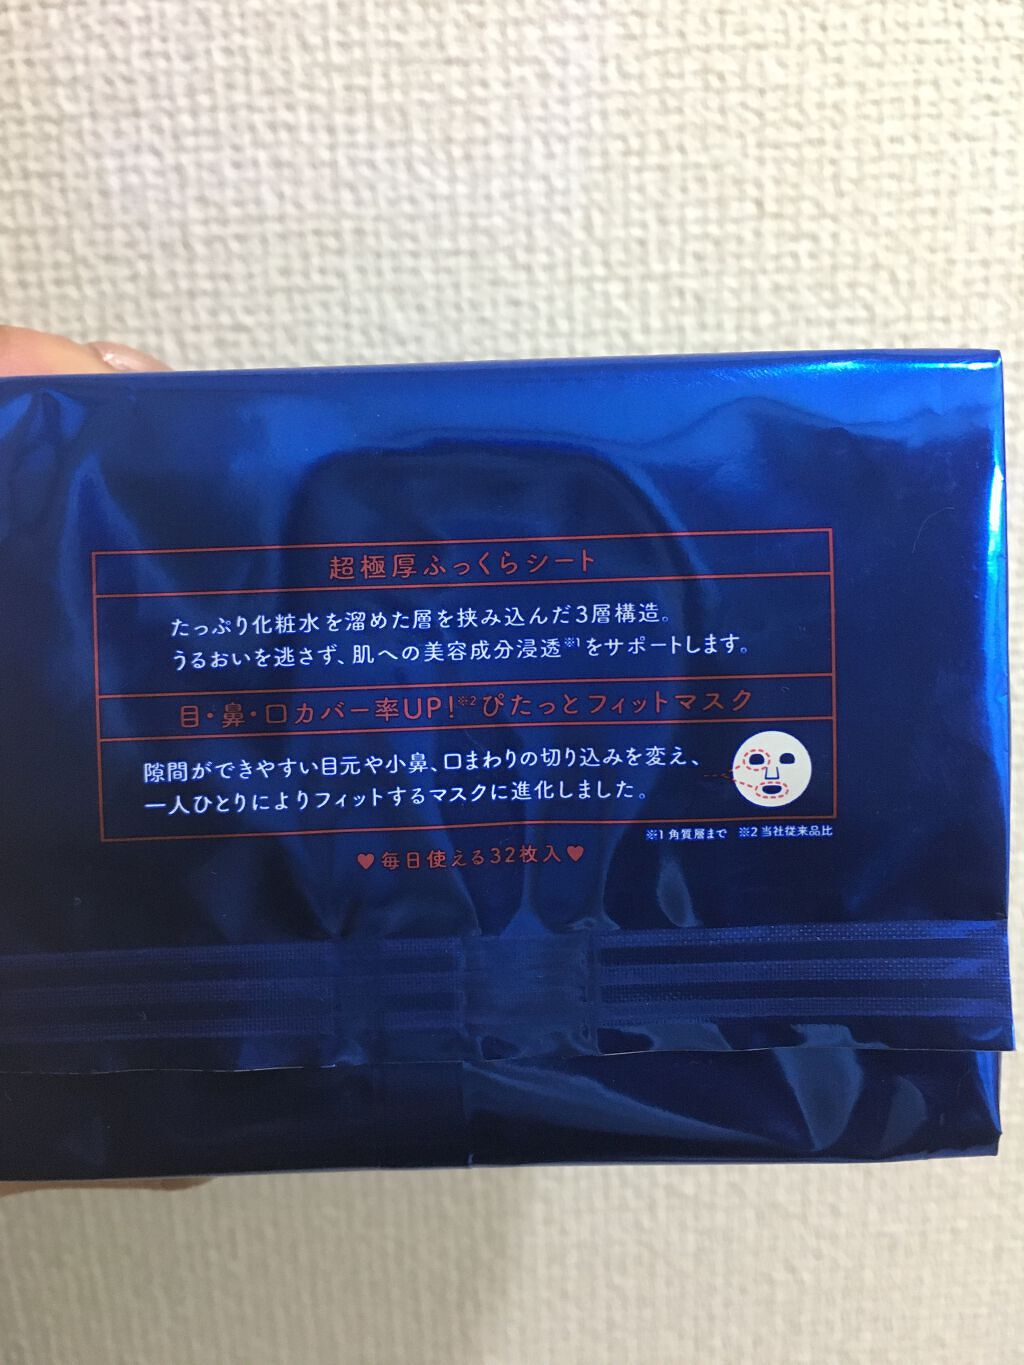 超極厚ふっくらシート
たっぷり化粧水を溜めた層を挟み込んだ3層構造。
うるおいを逃さず、肌への美容成分浸透※1をサポートします。
目・鼻・口カバー率UP!※2ぴたっとフィットマスク
隙間ができやすい目元や小鼻、口まわりの切り込みを変え、
一人ひとりによりフィットするマスクに進化しました。
※1 角質層まで ※2 当社従来品比
♥毎日使える32枚入♥